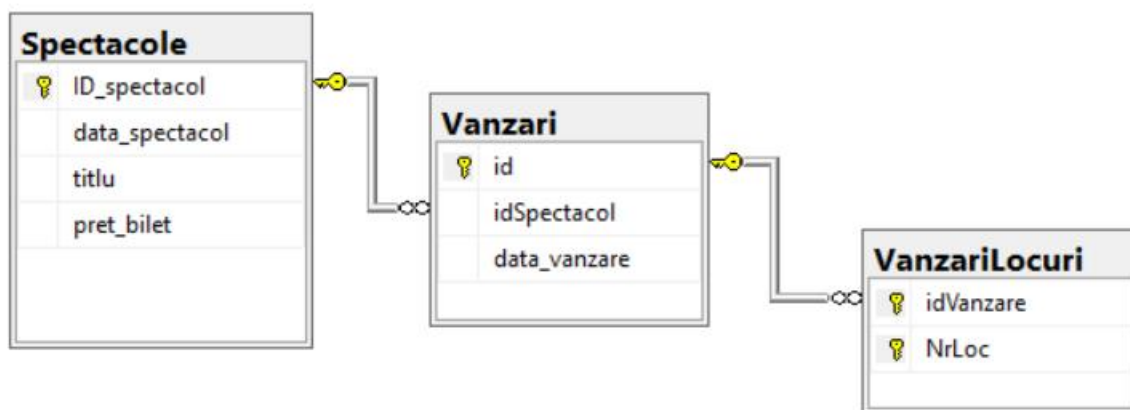 Spectacole
ID_spectacol
data_spectacol
titlu
pret_bilet
Vanzari
id
idSpectacol
data_vanzare
VanzariLocuri
idVanzare
NrLoc